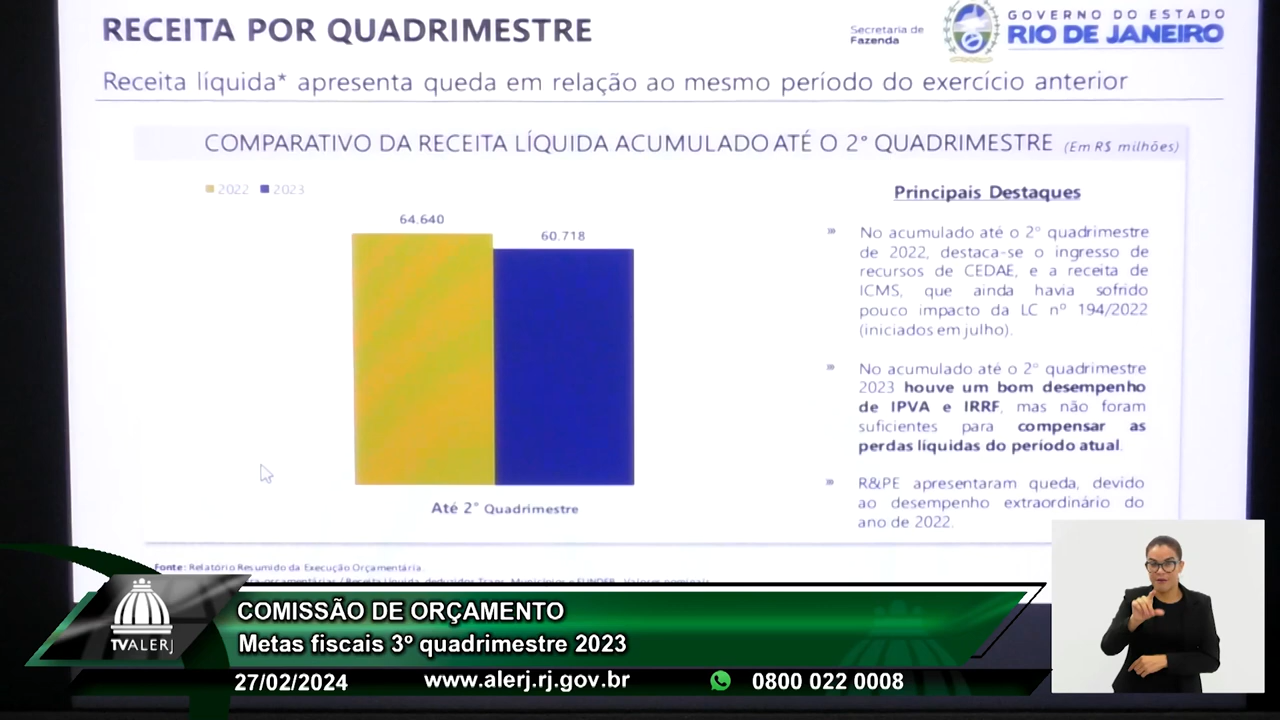 RECEITA POR QUADRIMESTRE
Secretaria de
Fazenda
GOVERNO DO ESTADO
RIO DE JANEIRO
Receita líquida* apresenta queda em relação ao mesmo período do exercício anterior
COMPARATIVO DA RECEITA LÍQUIDA ACUMULADO ATÉ O 2° QUADRIMESTRE (Em R$ milhões)
2022 2023
64.640
60.718
Até 2° Quadrimestre
Principais Destaques
No acumulado até o 2° quadrimestre
de 2022, destaca-se o ingresso de
recursos de CEDAE, e a receita de
ICMS, que ainda havia sofrido
pouco impacto da LC nº 194/2022
(iniciados em julho).
No acumulado até o 2° quadrimestre
2023 houve um bom desempenho
de IPVA e IRRF, mas não foram
suficientes para compensar as
perdas líquidas do período atual.
R&PE apresentaram queda, devido
ao desempenho extraordinário do
ano de 2022.
Fonte: Relatório Resumido da Execução Orçamentária.
TVALERJ
COMISSÃO DE ORÇAMENTO
Metas fiscais 3º quadrimestre 2023
27/02/2024 www.alerj.rj.gov.br 0800 022 0008